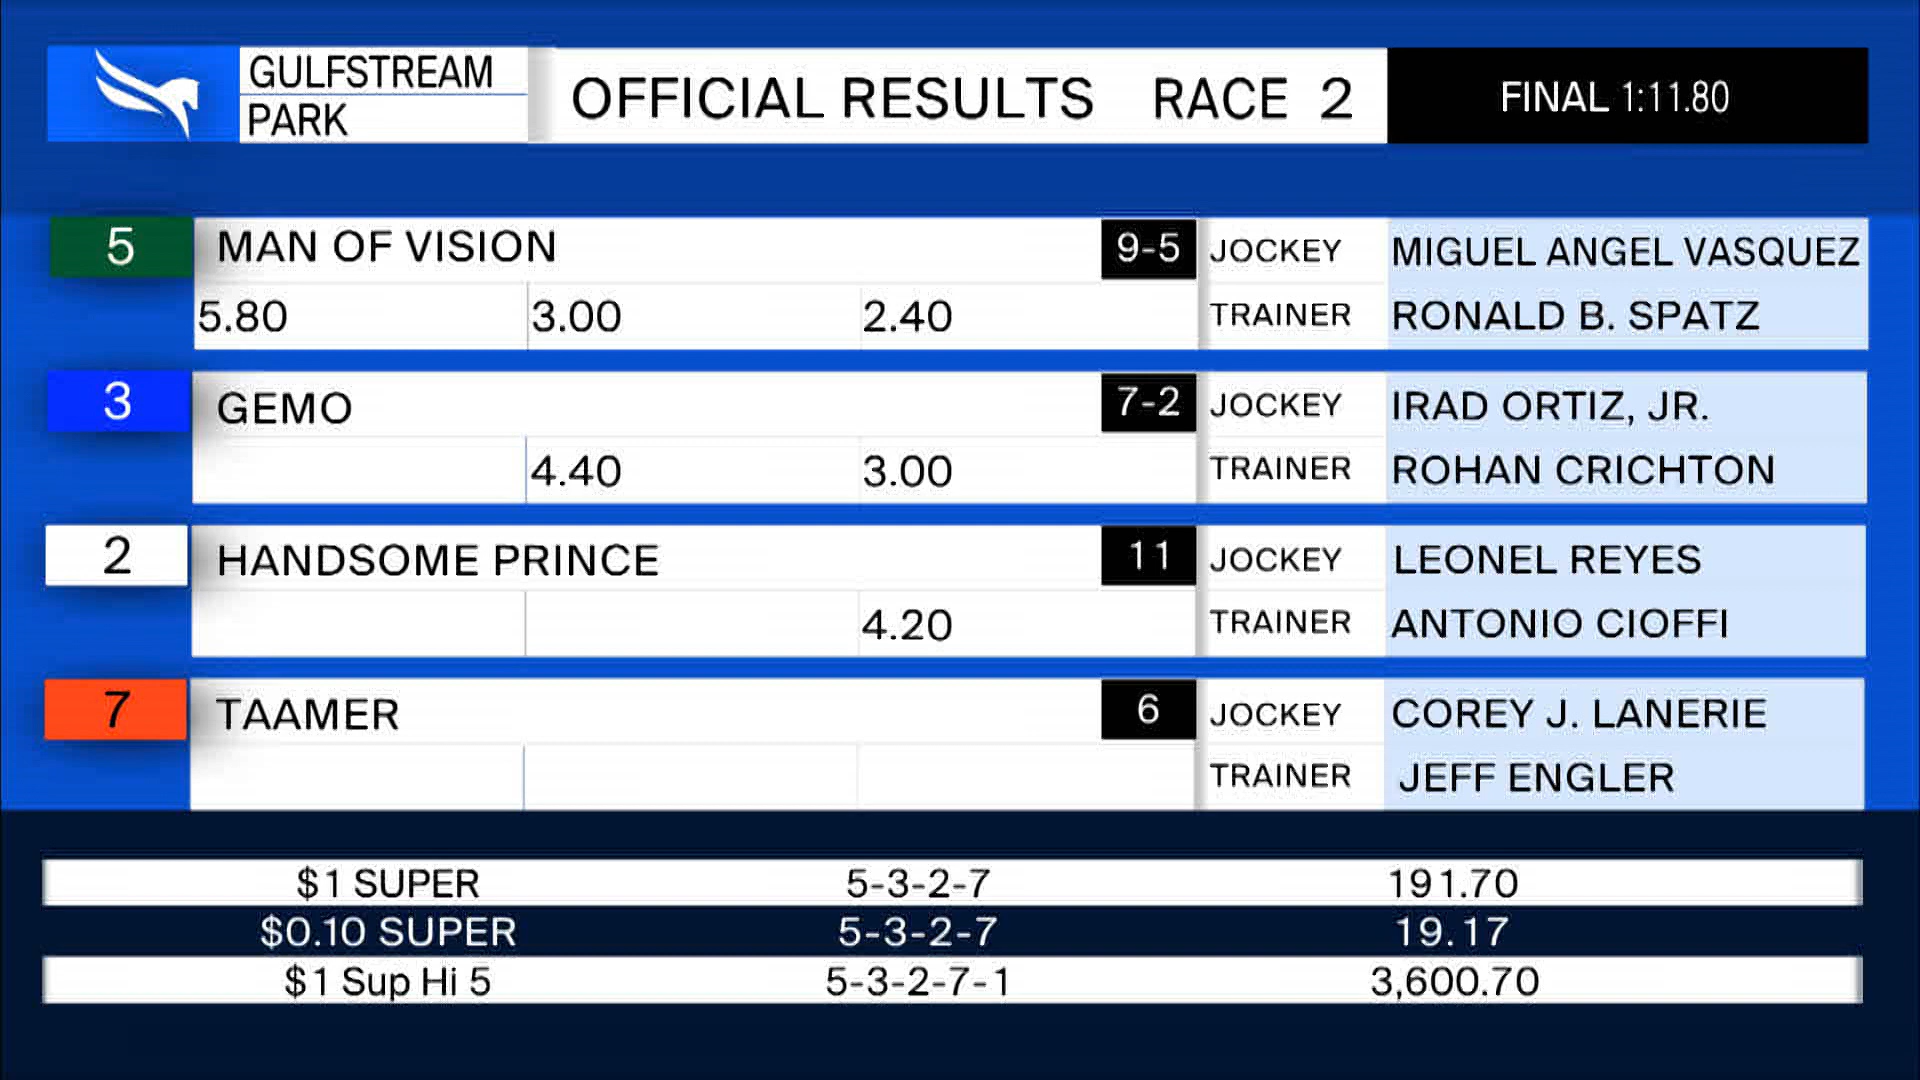 GULFSTREAM
PARK
OFFICIAL RESULTS RACE 2
FINAL 1:11.80
5 MAN OF VISION 9-5 JOCKEY MIGUEL ANGEL VASQUEZ
5.80 3.00 2.40 TRAINER RONALD B. SPATZ
3 GEMO 7-2 JOCKEY IRAD ORTIZ, JR.
4.40 3.00 TRAINER ROHAN CRICHTON
2 HANDSOME PRINCE 11 JOCKEY LEONEL REYES
4.20 TRAINER ANTONIO CIOFFI
7 TAAMER 6 JOCKEY COREY J. LANERIE
TRAINER JEFF ENGLER
$1 SUPER 5-3-2-7 191.70
$0.10 SUPER 5-3-2-7 19.17
$1 Sup Hi 5 5-3-2-7-1 3,600.70